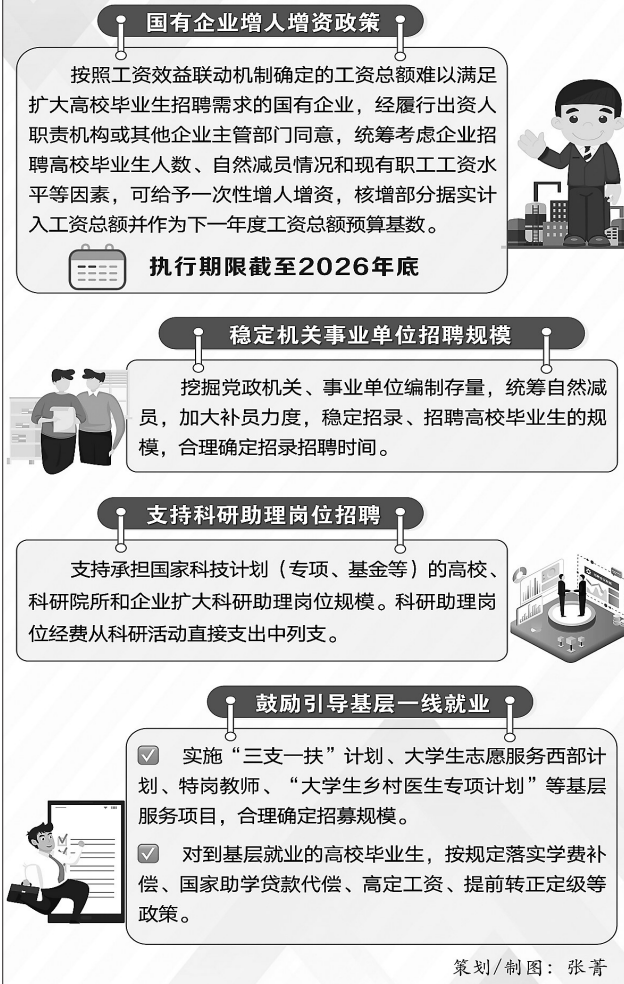 国有企业增人增资政策
按照工资效益联动机制确定的工资总额难以满足
扩大高校毕业生招聘需求的国有企业，经履行出资人
职责机构或其他企业主管部门同意，统筹考虑企业招
聘高校毕业生人数、自然减员情况和现有职工工资水
平等因素，可给予一次性增人增资，核增部分据实计
入工资总额并作为下一年度工资总额预算基数。
执行期限截至2026年底
稳定机关事业单位招聘规模
挖掘党政机关、事业单位编制存量，统筹自然减
员，加大补员力度，稳定招录、招聘高校毕业生的规
模，合理确定招录招聘时间。
支持科研助理岗位招聘
支持承担国家科技计划（专项、基金等）的高校、
科研院所和企业扩大科研助理岗位规模。科研助理岗
位经费从科研活动直接支出中列支。
鼓励引导基层一线就业
实施“三支一扶”计划、大学生志愿服务西部计
划、特岗教师、“大学生乡村医生专项计划”等基层
服务项目，合理确定招募规模。
对到基层就业的高校毕业生，按规定落实学费补
偿、国家助学贷款代偿、高定工资、提前转正定级等
政策。
策划/制图：张菁